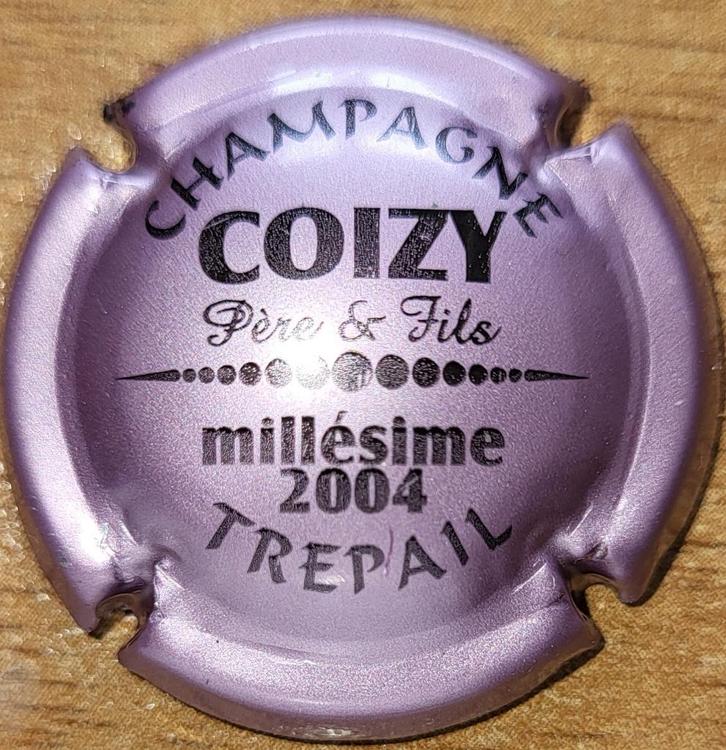 CHAMPAGNE
COIZY
Père & Fils
millésime
2004
TREPAIL